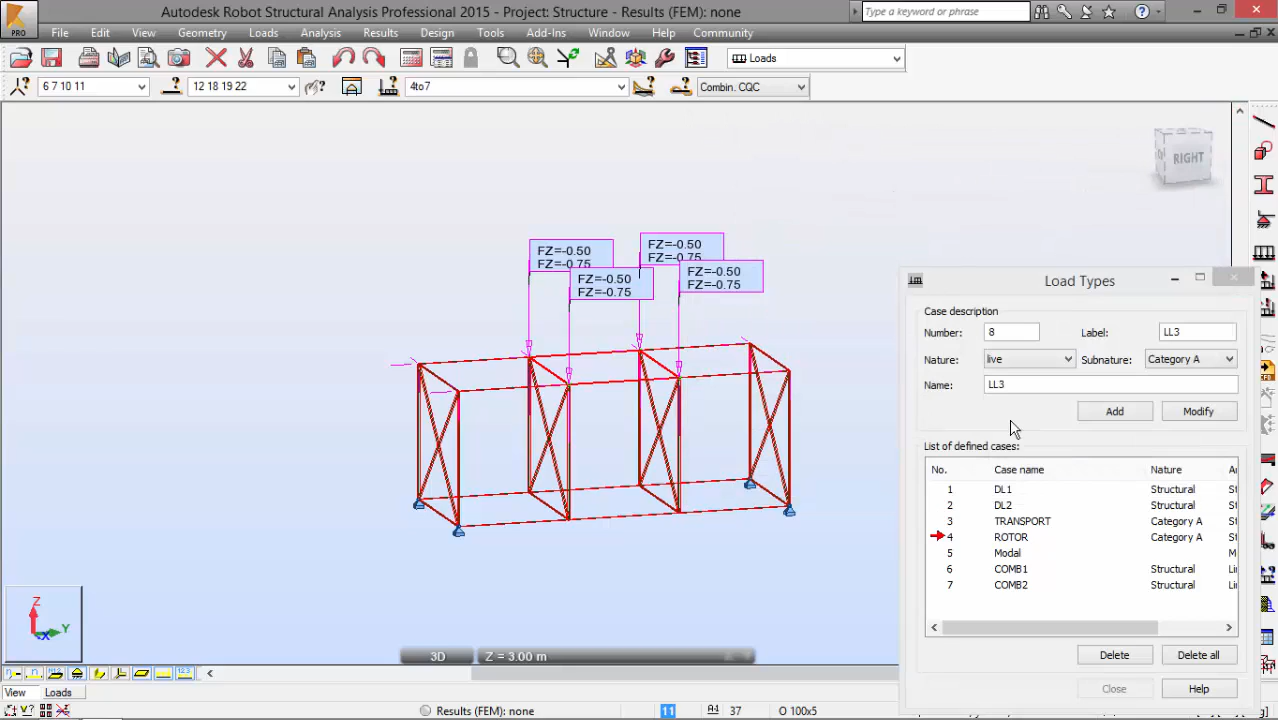 Autodesk Robot Structural Analysis Professional 2015 - Project: Structure - Results (FEM): none
Type a keyword or phrase
PRO
File Edit View Geometry Loads Analysis Results Design Tools Add-Ins Window Help Community
Loads
6 7 10 11
12 18 19 22
4to7
Combin. CQC
RIGHT
FZ=-0.50
FZ=-0.75
FZ=-0.50
FZ=-0.75
FZ=-0.50
FZ=-0.75
FZ=-0.50
FZ=-0.75
Load Types
Case description
Number: 8 Label: LL3
Nature: live Subnature: Category A
Name: LL3
Add Modify
List of defined cases:
No. Case name Nature
1 DL1 Structural
2 DL2 Structural
3 TRANSPORT Category A
4 ROTOR Category A
5 Modal
6 COMB1 Structural
7 COMB2 Structural
Delete Delete all
Close Help
Z
Y
X
3D Z = 3.00 m
View Loads
Results (FEM): none 11 37 O 100x5